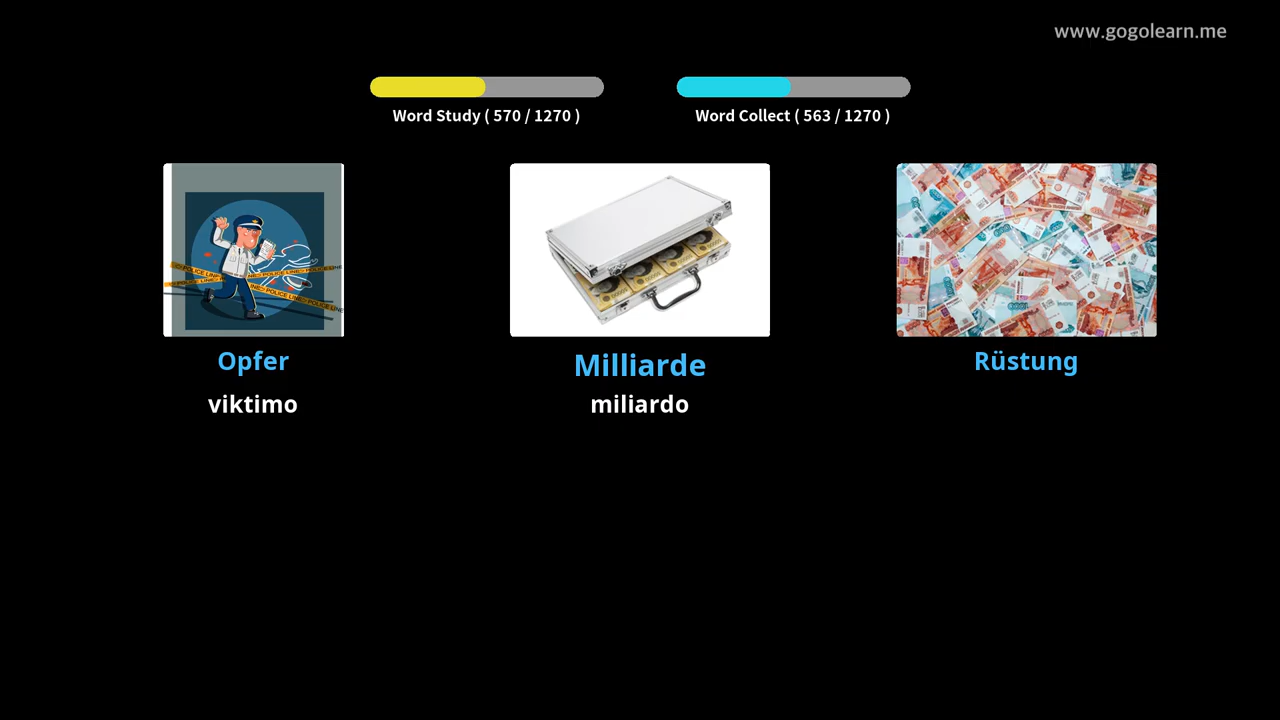 www.gogolearn.me
Word Study ( 570 / 1270 )
Word Collect ( 563 / 1270 )
Opfer
Milliarde
Rüstung
viktimo
miliardo